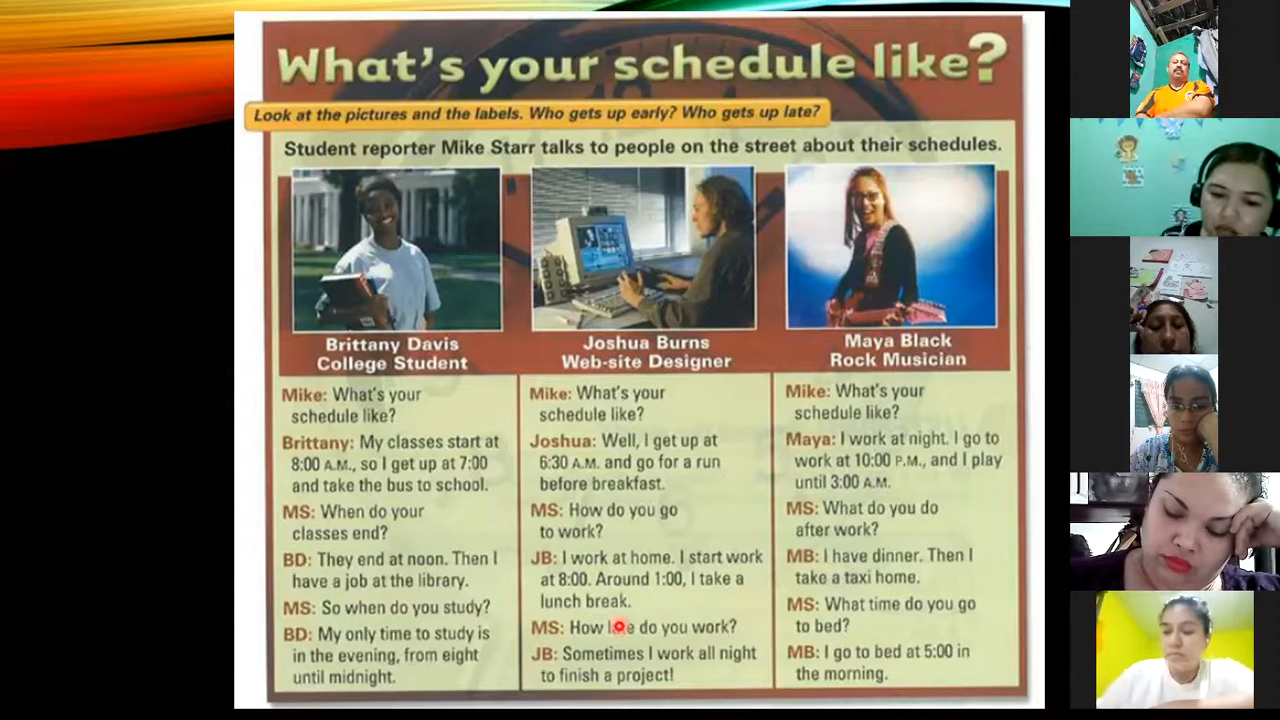 What's your schedule like?
Look at the pictures and the labels. Who gets up early? Who gets up late?
Student reporter Mike Starr talks to people on the street about their schedules.
Brittany Davis
College Student
Mike: What's your
schedule like?
Brittany: My classes start at
8:00 A.M., so I get up at 7:00
and take the bus to school.
MS: When do your
classes end?
BD: They end at noon. Then I
have a job at the library.
MS: So when do you study?
BD: My only time to study is
in the evening, from eight
until midnight.
Joshua Burns
Web-site Designer
Mike: What's your
schedule like?
Joshua: Well, I get up at
6:30 A.M. and go for a run
before breakfast.
MS: How do you go
to work?
JB: I work at home. I start work
at 8:00. Around 1:00, I take a
lunch break.
MS: How late do you work?
JB: Sometimes I work all night
to finish a project!
Maya Black
Rock Musician
Mike: What's your
schedule like?
Maya: I work at night. I go to
work at 10:00 P.M., and I play
until 3:00 A.M.
MS: What do you do
after work?
MB: I have dinner. Then I
take a taxi home.
MS: What time do you go
to bed?
MB: I go to bed at 5:00 in
the morning.